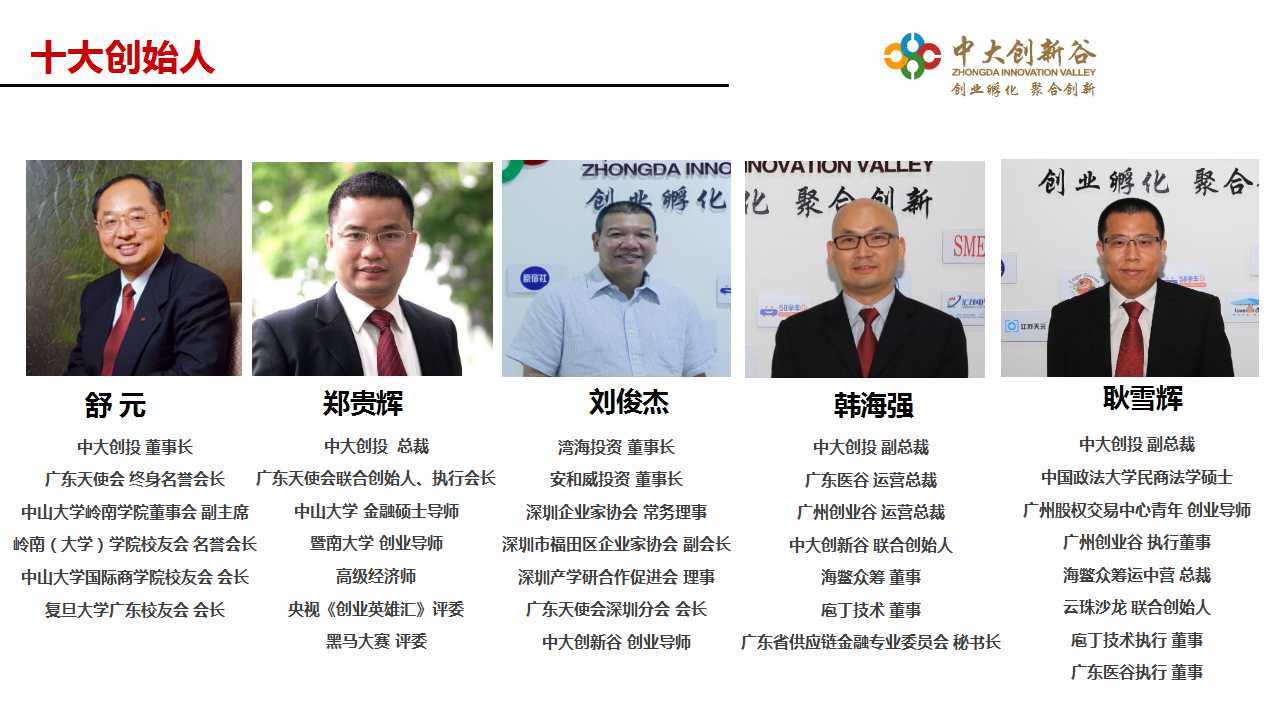 十大创始人
中大创新谷
ZHONGDA INNOVATION VALLEY
创业孵化 聚合创新
ZHONGDA INNO
创业孵化
NNOVATION VALLEY
化 聚合创新
SME
创业孵化 聚合
江苏天云
舒 元
中大创投 董事长
广东天使会 终身名誉会长
中山大学岭南学院董事会 副主席
岭南（大学）学院校友会 名誉会长
中山大学国际商学院校友会 会长
复旦大学广东校友会 会长
郑贵辉
中大创投 总裁
广东天使会联合创始人、执行会长
中山大学 金融硕士导师
暨南大学 创业导师
高级经济师
央视《创业英雄汇》评委
黑马大赛 评委
刘俊杰
湾海投资 董事长
安和威投资 董事长
深圳企业家协会 常务理事
深圳市福田区企业家协会 副会长
深圳产学研合作促进会 理事
广东天使会深圳分会 会长
中大创新谷 创业导师
韩海强
中大创投 副总裁
广东医谷 运营总裁
广州创业谷 运营总裁
中大创新谷 联合创始人
海鳖众筹 董事
庖丁技术 董事
广东省供应链金融专业委员会 秘书长
耿雪辉
中大创投 副总裁
中国政法大学民商法学硕士
广州股权交易中心青年 创业导师
广州创业谷 执行董事
海鳖众筹运中营 总裁
云珠沙龙 联合创始人
庖丁技术执行 董事
广东医谷执行 董事